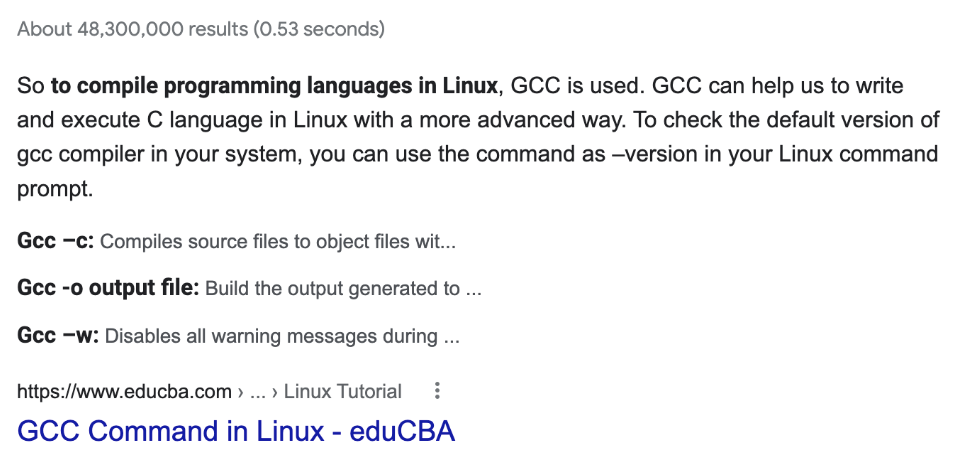 About 48,300,000 results (0.53 seconds)
So to compile programming languages in Linux, GCC is used. GCC can help us to write
and execute C language in Linux with a more advanced way. To check the default version of
gcc compiler in your system, you can use the command as –version in your Linux command
prompt.
Gcc –c: Compiles source files to object files wit...
Gcc -o output file: Build the output generated to ...
Gcc –w: Disables all warning messages during ...
https://www.educba.com › ... › Linux Tutorial
GCC Command in Linux - eduCBA